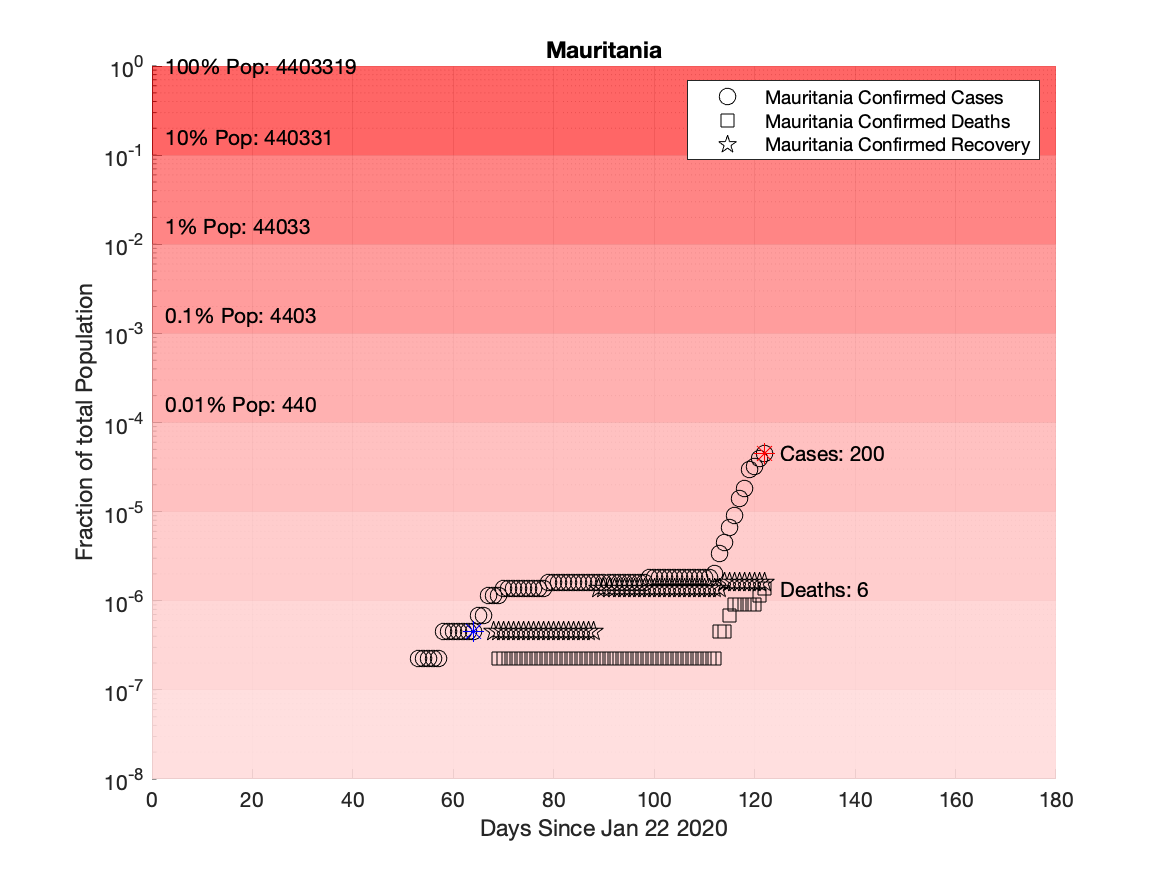 Mauritania
10^0
100% Pop: 4403319
Mauritania Confirmed Cases
Mauritania Confirmed Deaths
Mauritania Confirmed Recovery
10% Pop: 440331
10^-1
1% Pop: 44033
10^-2
0.1% Pop: 4403
10^-3
0.01% Pop: 440
10^-4
Cases: 200
10^-5
Deaths: 6
10^-6
10^-7
10^-8
Fraction of total Population
0 20 40 60 80 100 120 140 160 180
Days Since Jan 22 2020